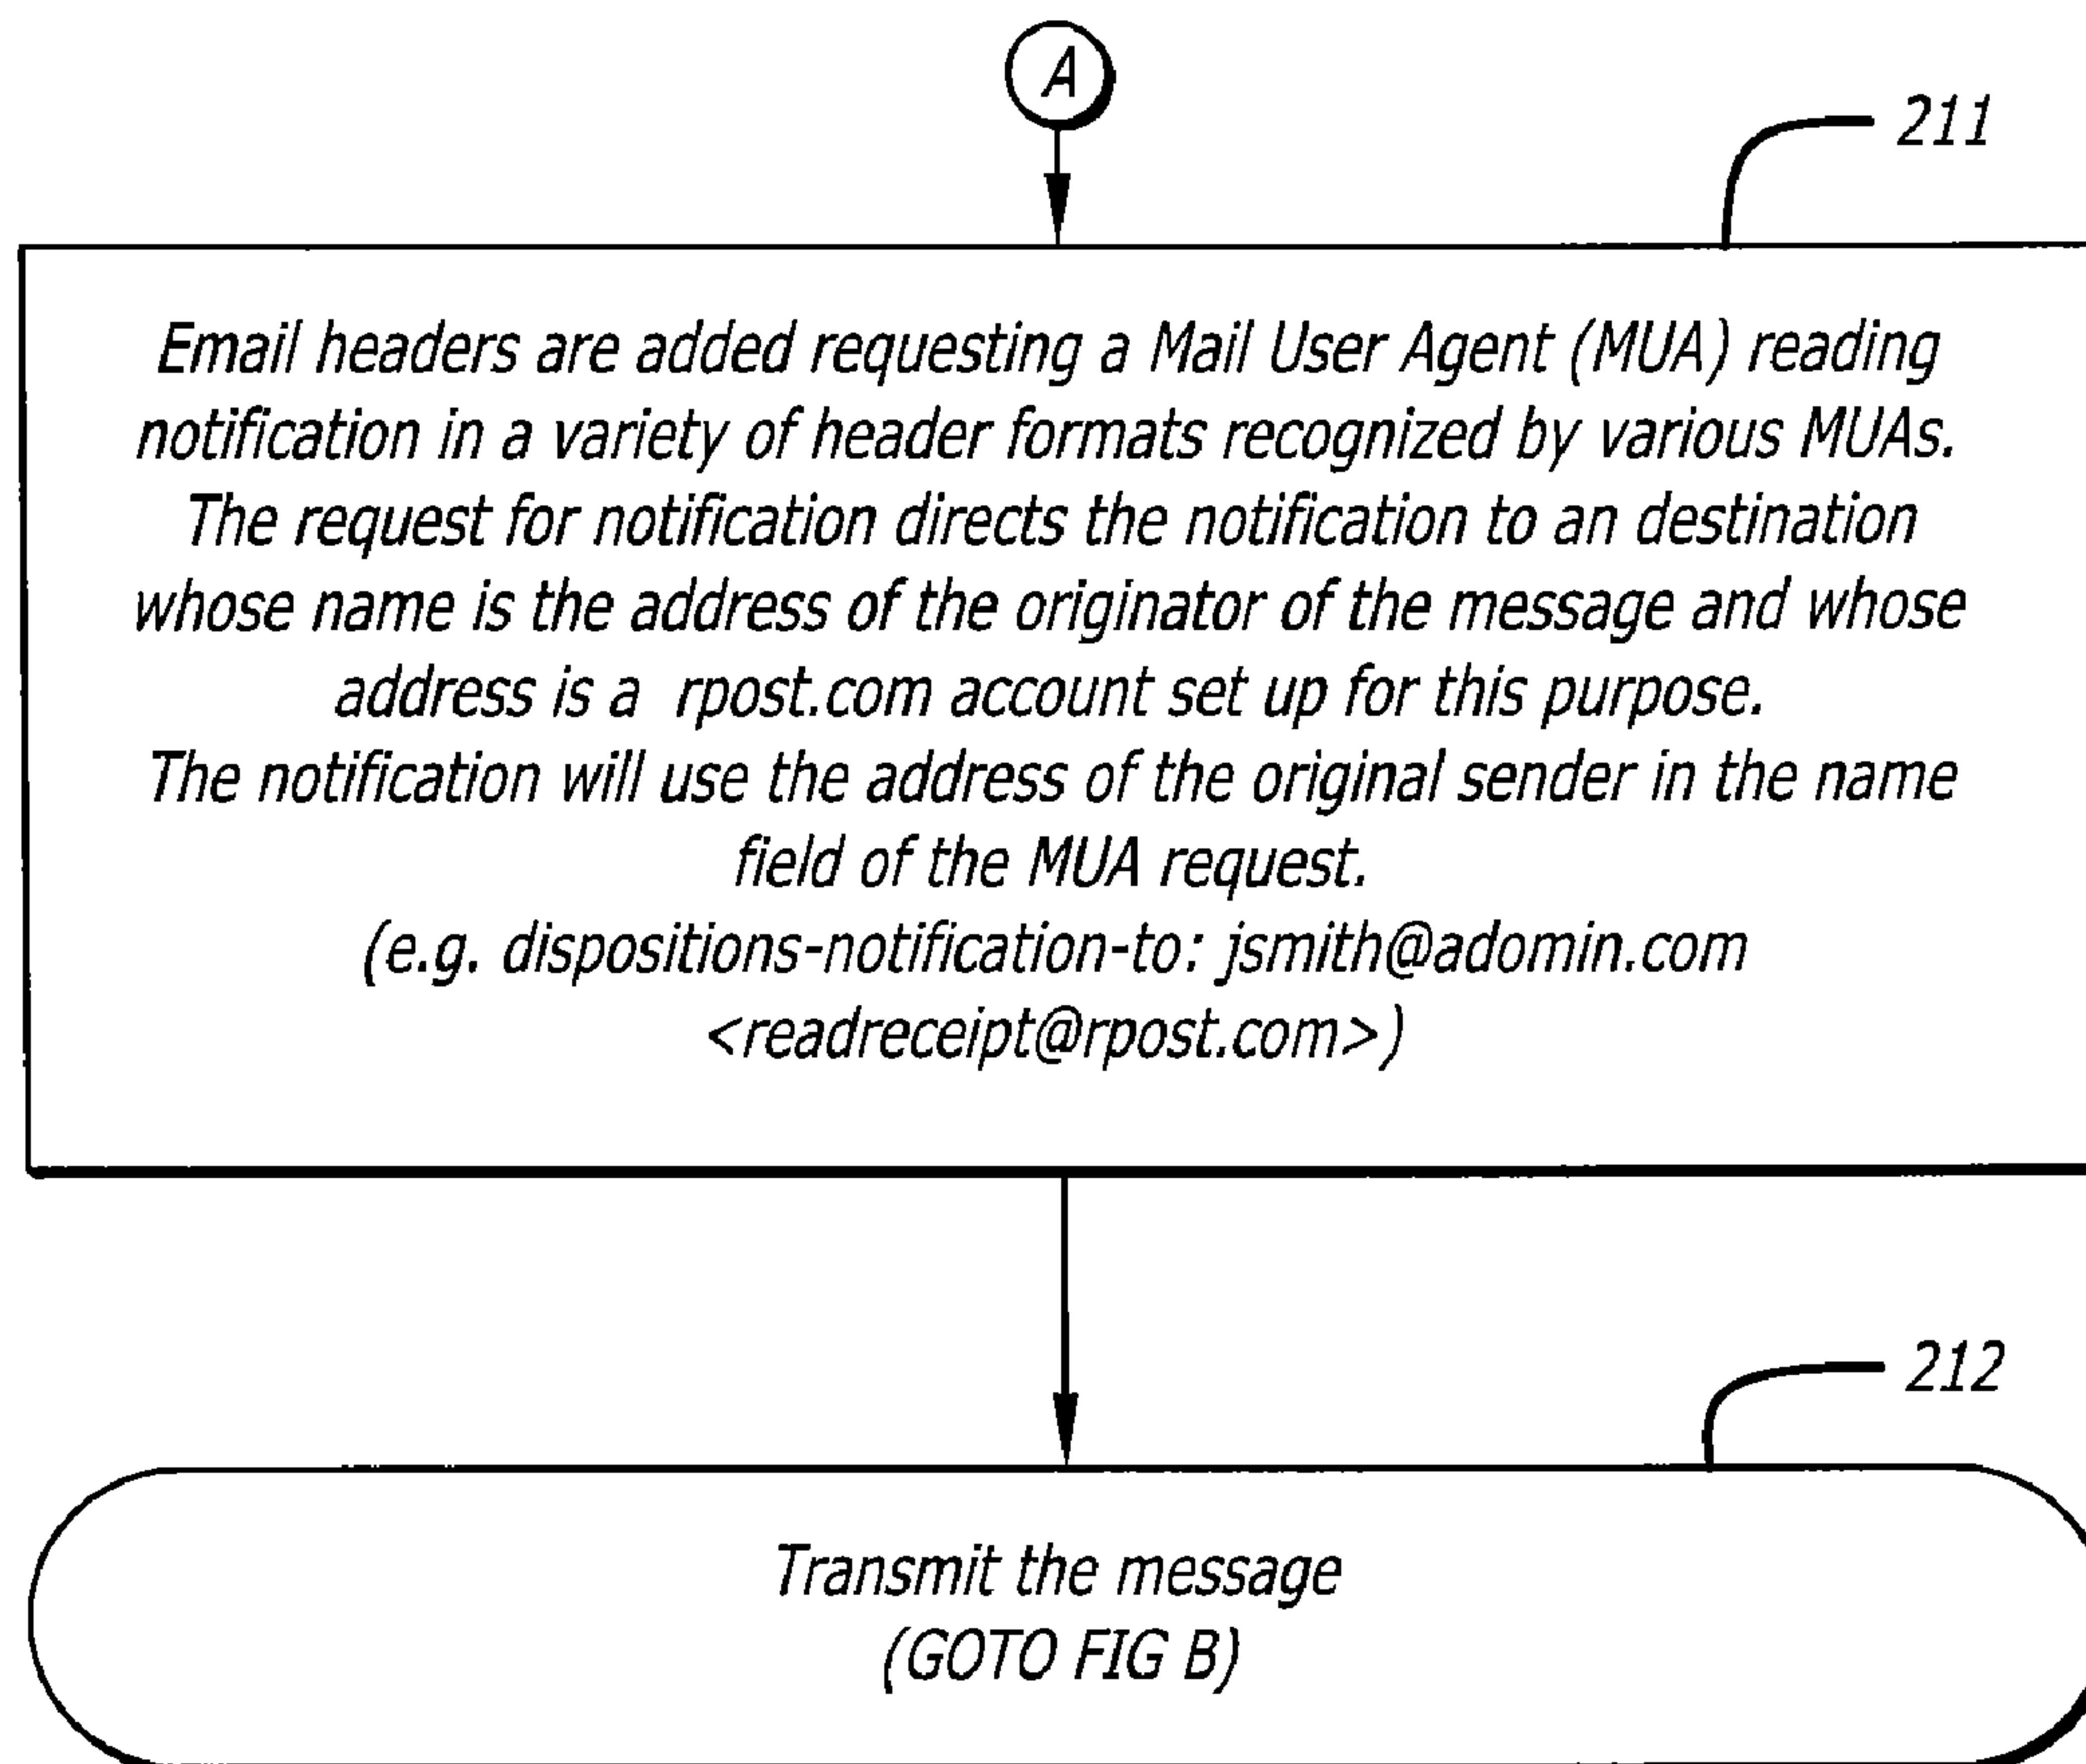 A
211
Email headers are added requesting a Mail User Agent (MUA) reading
notification in a variety of header formats recognized by various MUAs.
The request for notification directs the notification to an destination
whose name is the address of the originator of the message and whose
address is a rpost.com account set up for this purpose.
The notification will use the address of the original sender in the name
field of the MUA request.
(e.g. dispositions-notification-to: jsmith@adomin.com
<readreceipt@rpost.com>)
212
Transmit the message
(GOTO FIG B)